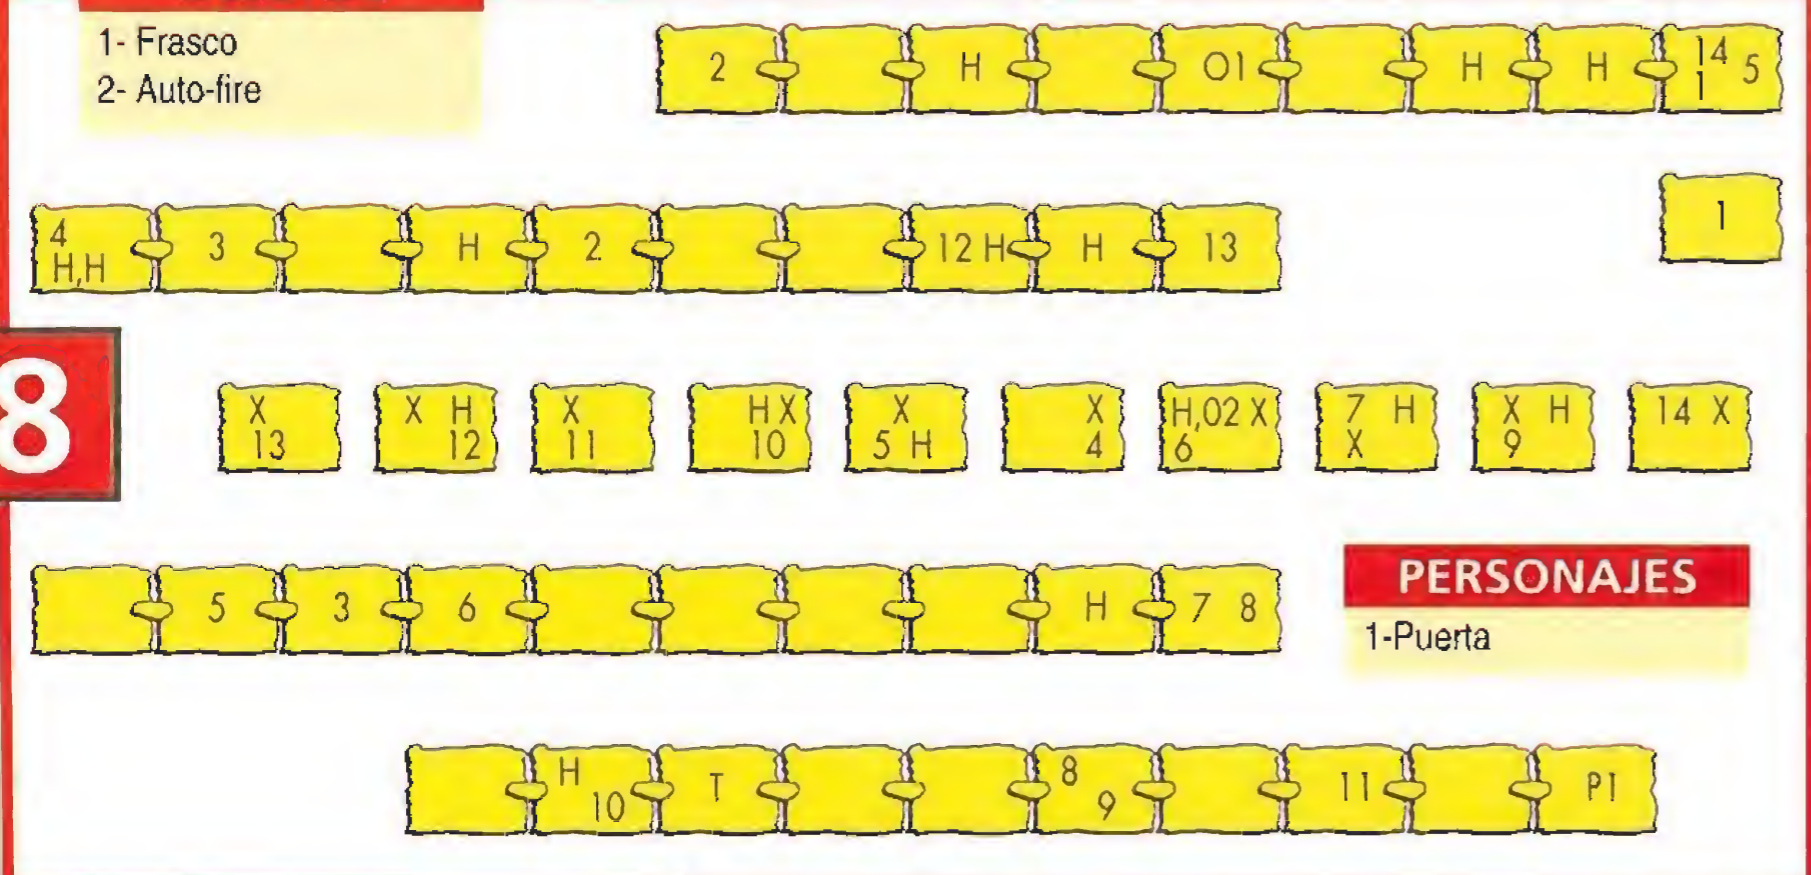 1- Frasco
2- Auto-fire
2 H O1 H H 14 5
1
1
4 3 H 2 12 H H 13
H,H
8
X X H X H X X X H,02 X 7 H X H 14 X
13 12 11 10 5 H 4 6 X 9
5 3 6 H 7 8
PERSONAJES
1-Puerta
H T 8 11 P1
10 9